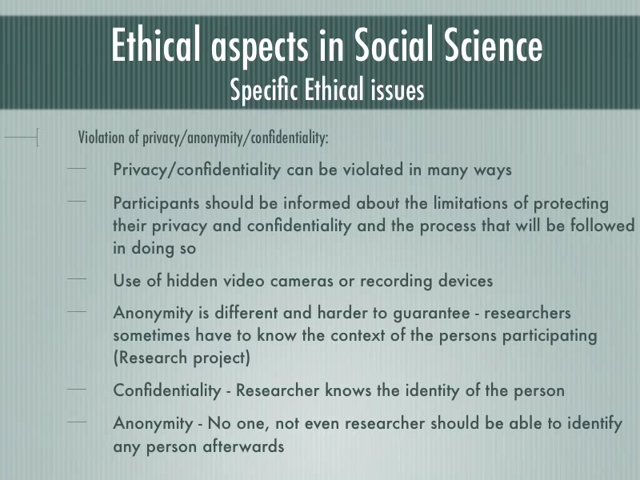 Ethical aspects in Social Science
Specific Ethical issues
Violation of privacy/anonymity/confidentiality:
Privacy/confidentiality can be violated in many ways
Participants should be informed about the limitations of protecting
their privacy and confidentiality and the process that will be followed
in doing so
Use of hidden video cameras or recording devices
Anonymity is different and harder to guarantee - researchers
sometimes have to know the context of the persons participating
(Research project)
Confidentiality - Researcher knows the identity of the person
Anonymity - No one, not even researcher should be able to identify
any person afterwards